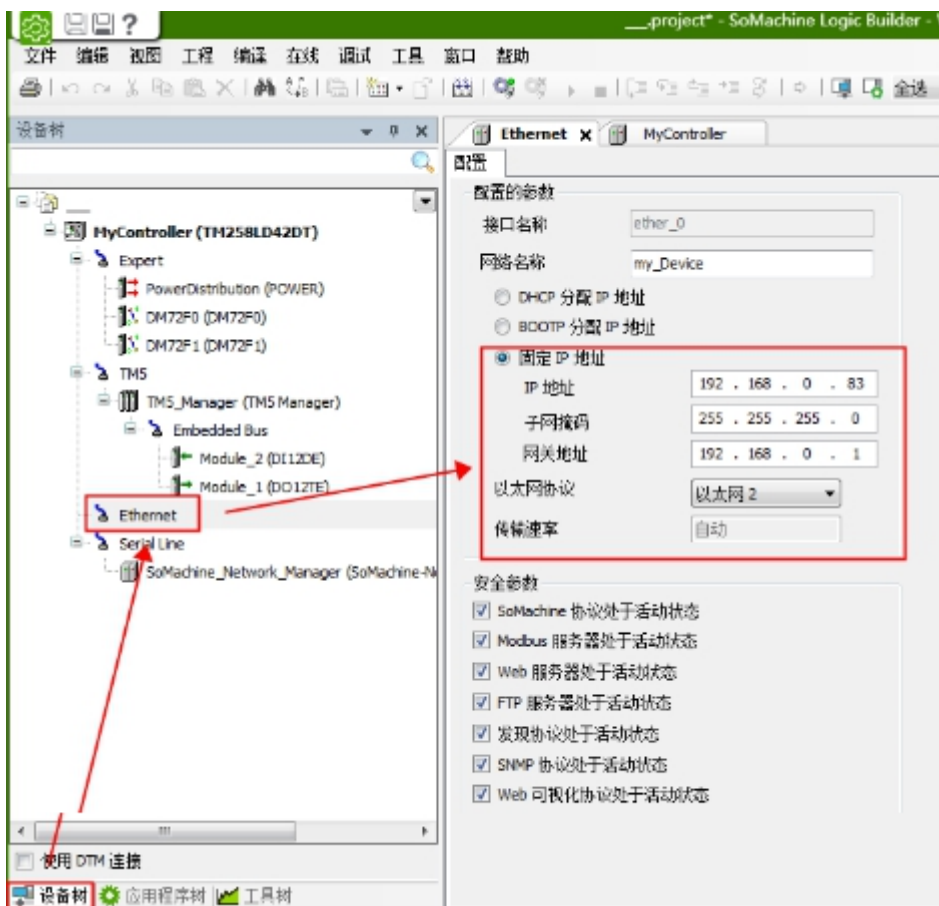 ___.project* - SoMachine Logic Builder -
文件 编辑 视图 工程 编译 在线 调试 工具 窗口 帮助
全选
设备树
Ethernet
MyController
配置
MyController (TM258LD42DT)
Expert
PowerDistribution (POWER)
DM72F0 (DM72F0)
DM72F1 (DM72F1)
TM5
TM5_Manager (TM5 Manager)
Embedded Bus
Module_2 (DI12DE)
Module_1 (DO12TE)
Ethernet
Serial Line
SoMachine_Network_Manager (SoMachine-N
使用 DTM 连接
设备树 应用程序树 工具树
配置的参数
接口名称 ether_0
网络名称 my_Device
DHCP 分配 IP 地址
BOOTP 分配 IP 地址
固定 IP 地址
IP 地址 192 . 168 . 0 . 83
子网掩码 255 . 255 . 255 . 0
网关地址 192 . 168 . 0 . 1
以太网协议 以太网 2
传输速率 自动
安全参数
SoMachine 协议处于活动状态
Modbus 服务器处于活动状态
Web 服务器处于活动状态
FTP 服务器处于活动状态
发现协议处于活动状态
SNMP 协议处于活动状态
Web 可视化协议处于活动状态